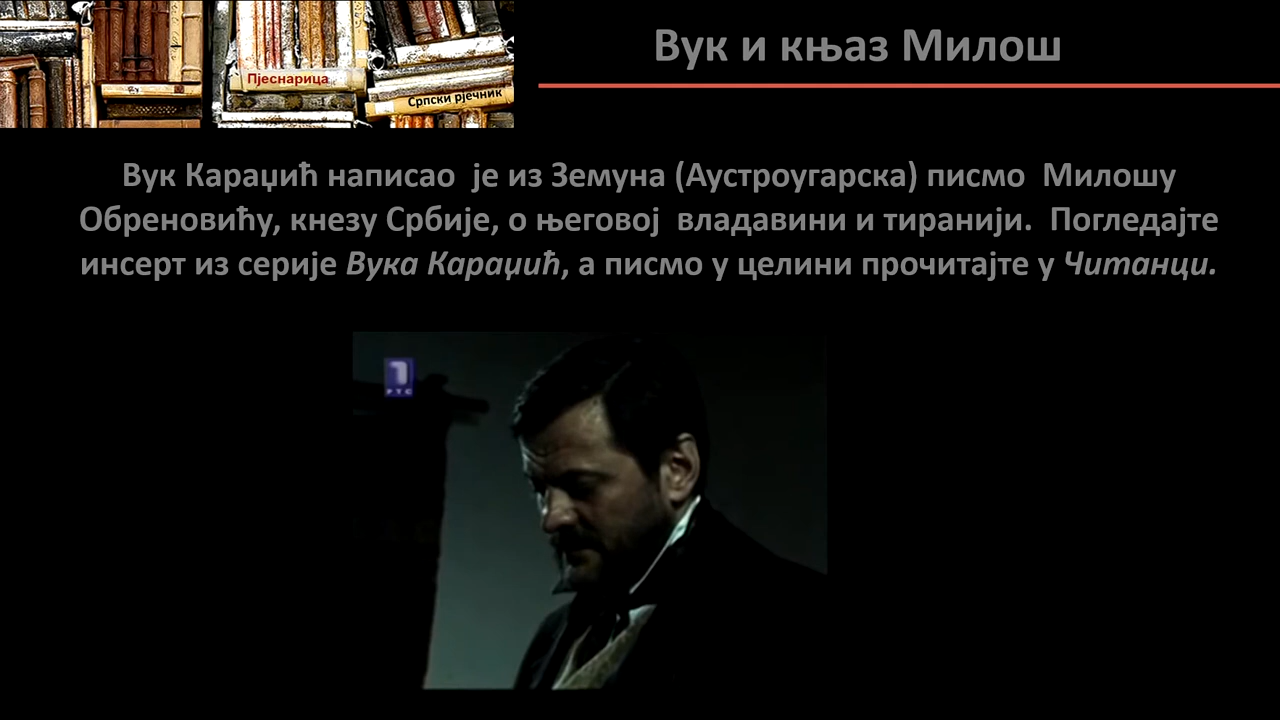 Пјеснарица
Српски рјечник
Вук и књаз Милош
Вук Караџић написао је из Земуна (Аустроугарска) писмо Милошу
Обреновићу, кнезу Србије, о његовој владавини и тиранији. Погледајте
инсерт из серије Вука Караџић, а писмо у целини прочитајте у Читанци.
РТС